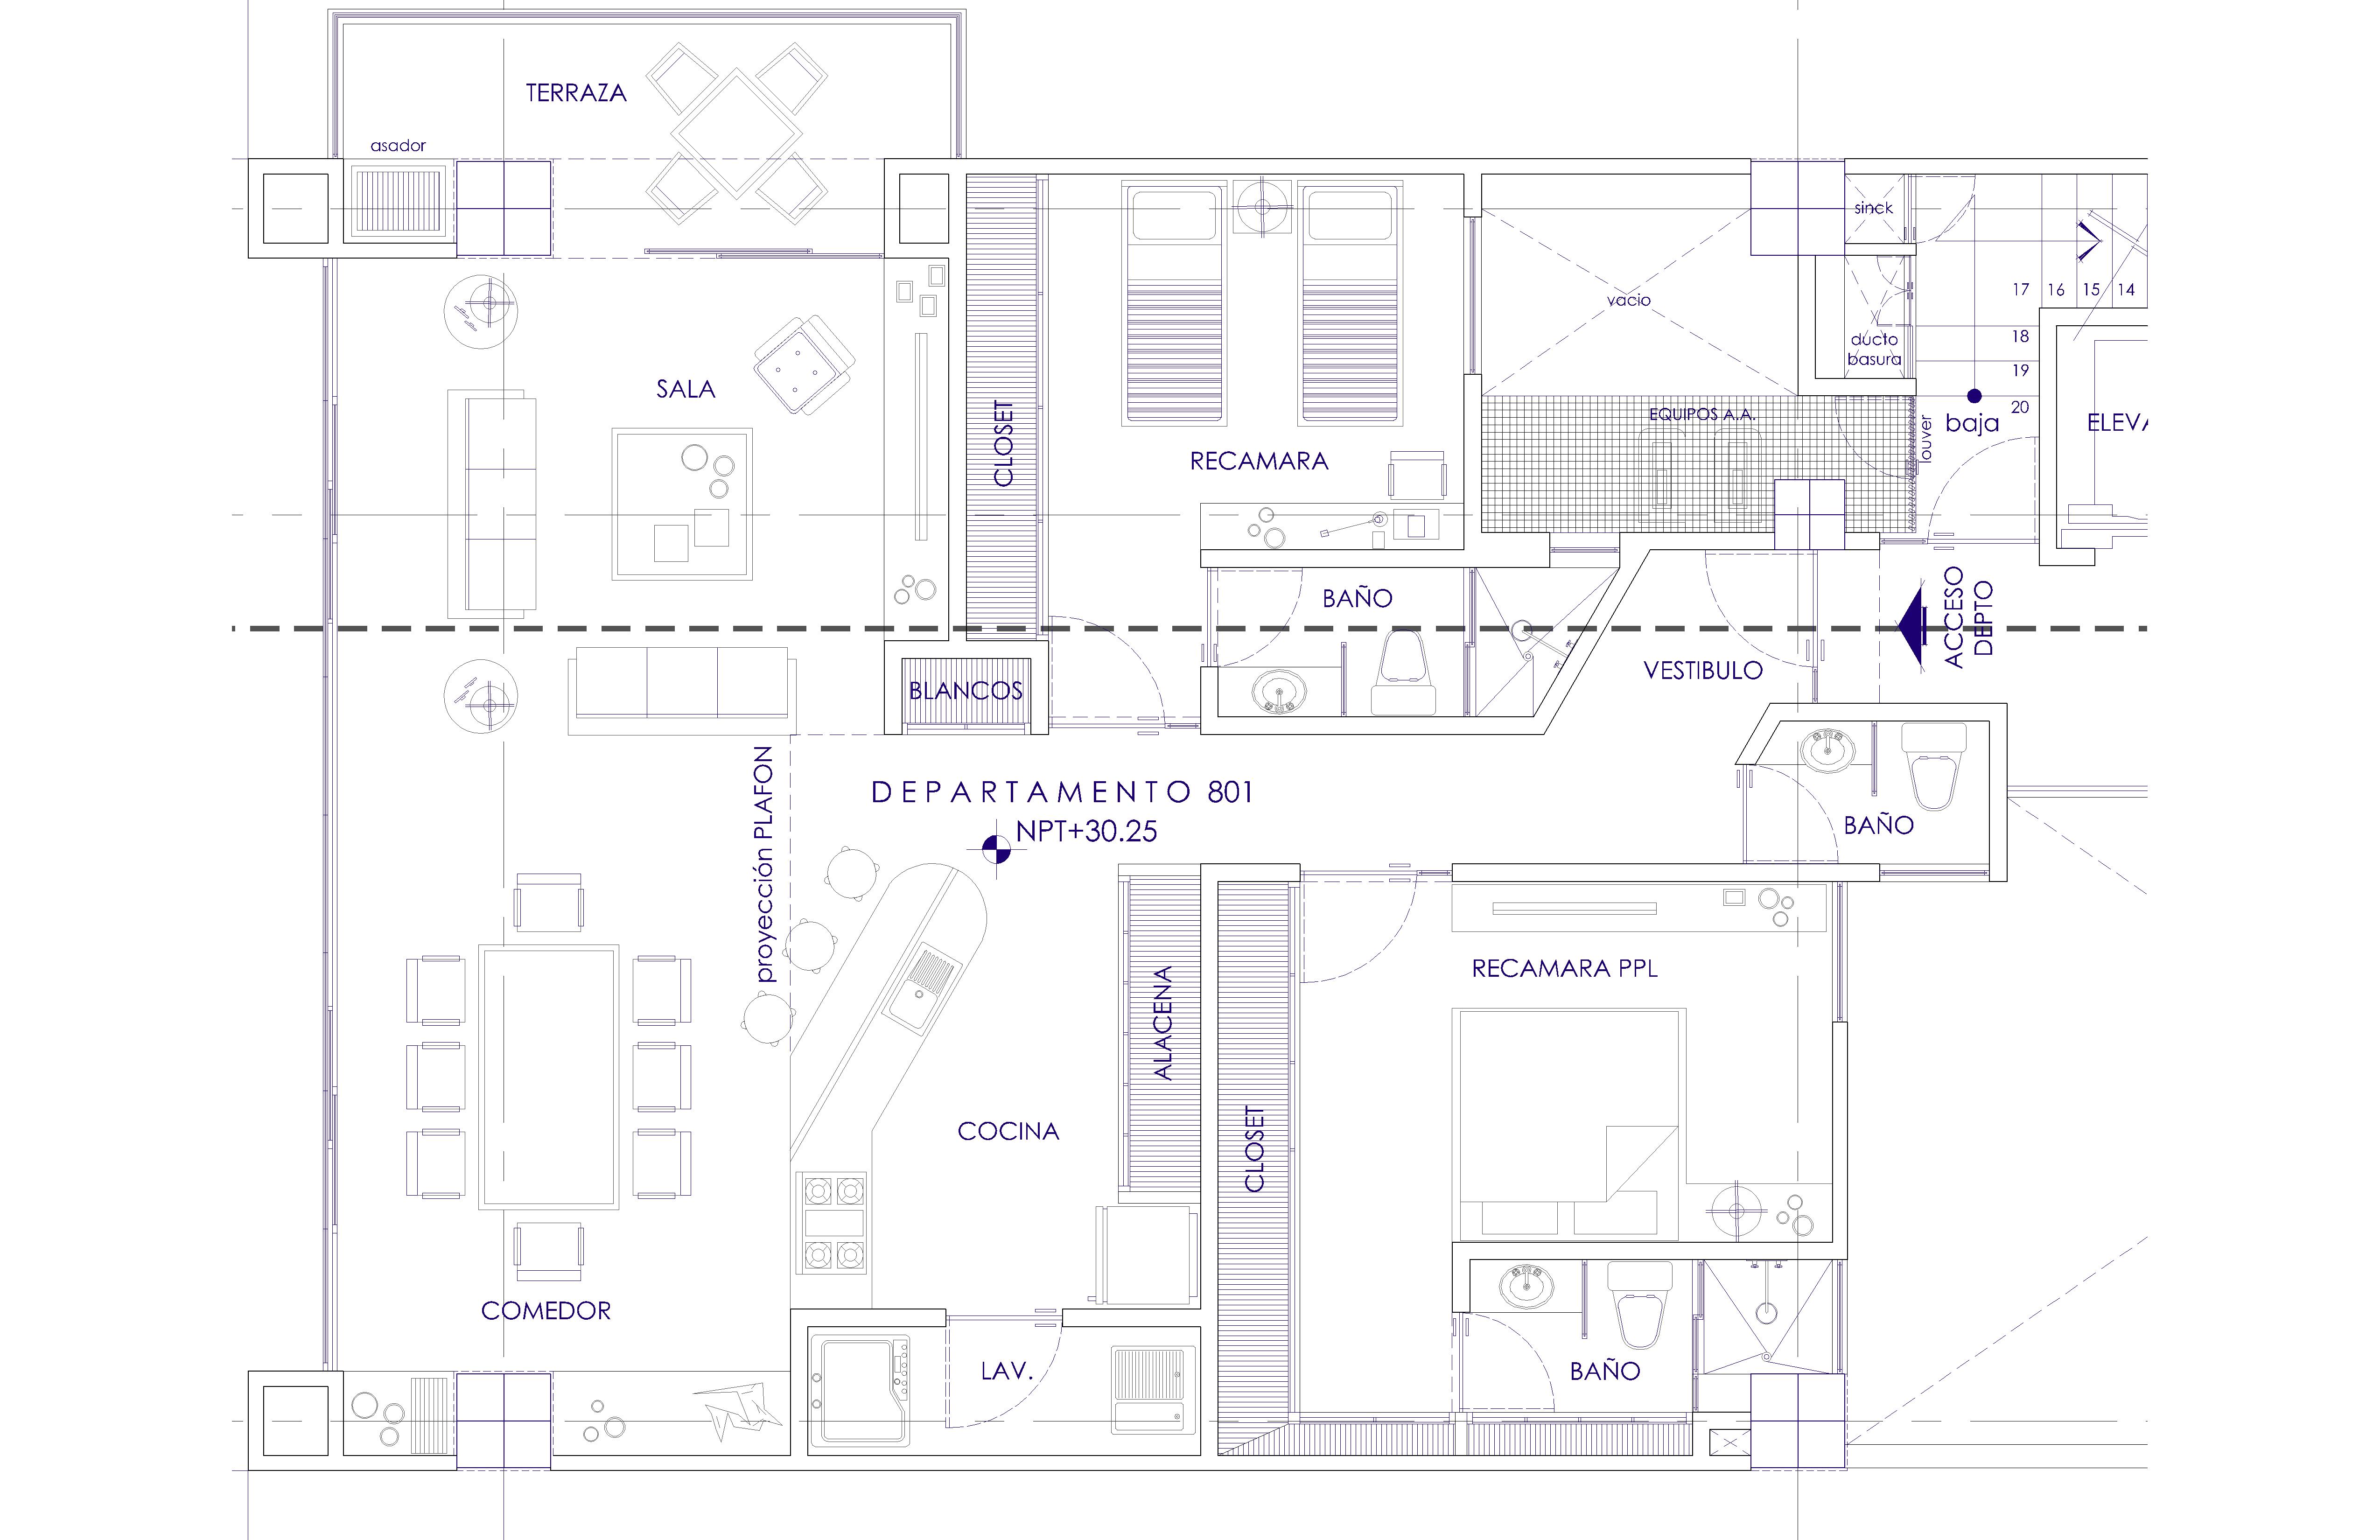 TERRAZA
asador
sinck
vacio
17 16 15 14
18
ducto
basura
19
20
SALA
CLOSET
EQUIPOS A.A.
louver
baja
RECAMARA
BAÑO
ACCESO
DEPTO
VESTIBULO
BLANCOS
proyección PLAFON
DEPARTAMENTO 801
NPT+30.25
BAÑO
RECAMARA PPL
ALACENA
COCINA
CLOSET
COMEDOR
LAV.
BAÑO